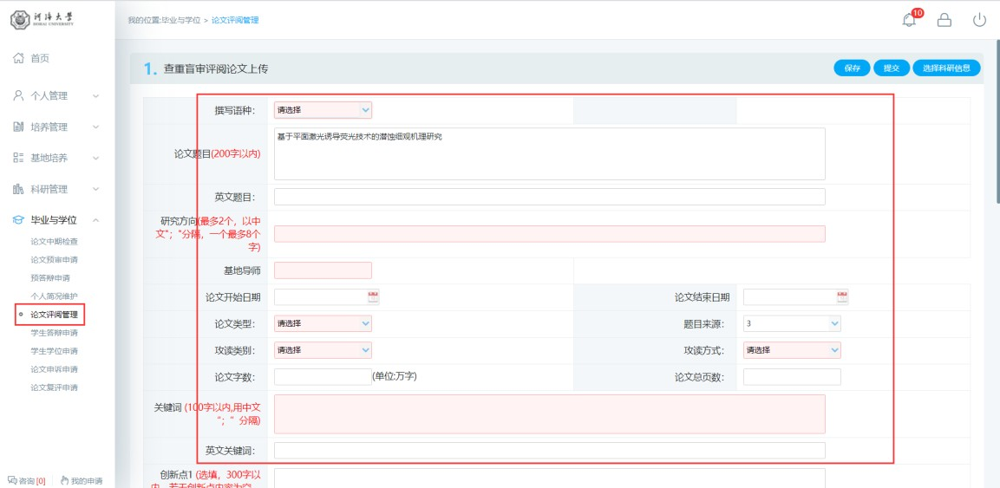 河海大学
HOHAI UNIVERSITY
我的位置:毕业与学位 > 论文评阅管理
10
首页
个人管理
培养管理
基地培养
科研管理
毕业与学位
论文中期检查
论文预审申请
预答辩申请
个人简况维护
论文评阅管理
学生答辩申请
学生学位申请
论文申诉申请
论文复评申请
咨询[0]
我的申请
1. 查重盲审评阅论文上传
保存
提交
选择科研信息
撰写语种： 请选择
论文题目(200字以内) 基于平面激光诱导荧光技术的潜蚀细观机理研究
英文题目：
研究方向(最多2个，以中
文"；"分隔，一个最多8个
字)
基地导师
论文开始日期 论文结束日期
论文类型： 请选择 题目来源： 3
攻读类别： 请选择 攻读方式： 请选择
论文字数： (单位:万字) 论文总页数：
关键词 (100字以内,用中文
“；”分隔)
英文关键词：
创新点1 (选填，300字以
内，若无创新点内容为空，